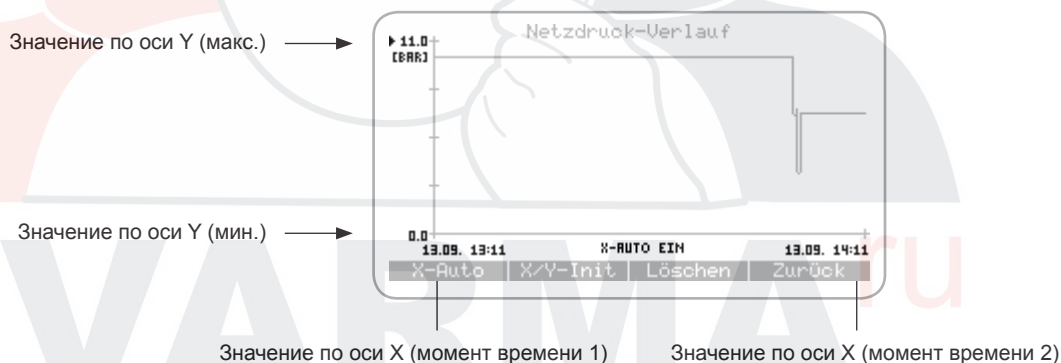 Netzdruck-Verlauf
Значение по оси Y (макс.)
11.0
[BAR]
Значение по оси Y (мин.)
0.0
13.09. 13:11
X-AUTO EIN
13.09. 14:11
X-Auto
X/Y-Init
Löschen
Zurück
VARMA.ru
Значение по оси X (момент времени 1)
Значение по оси X (момент времени 2)